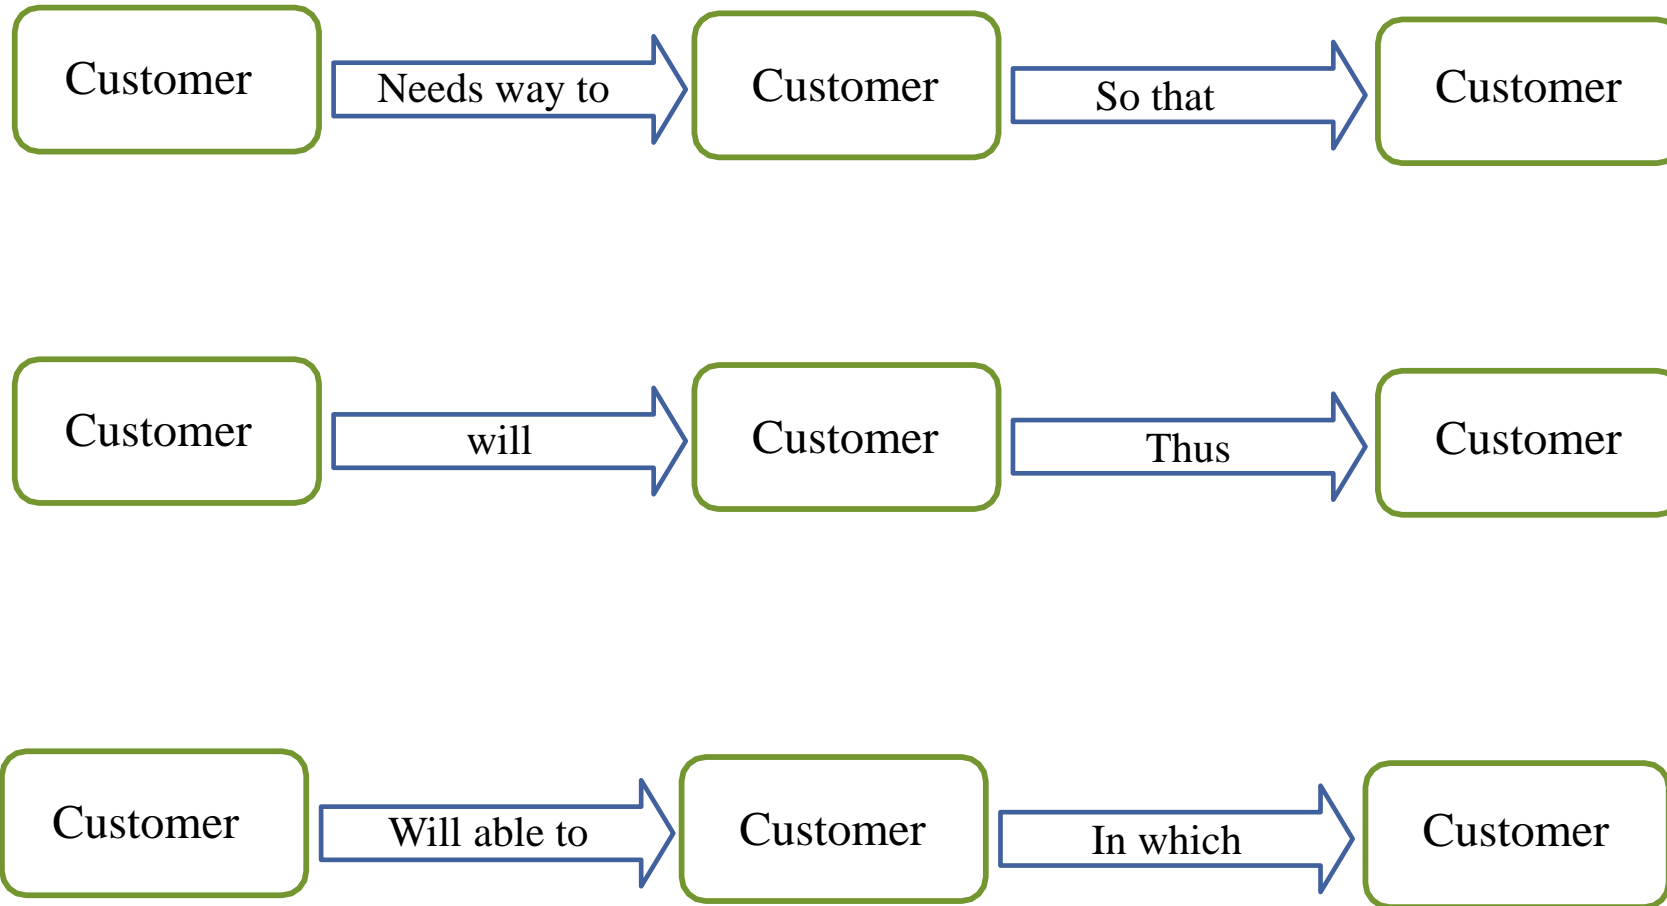 Customer Needs way to Customer So that Customer
Customer will Customer Thus Customer
Customer Will able to Customer In which Customer